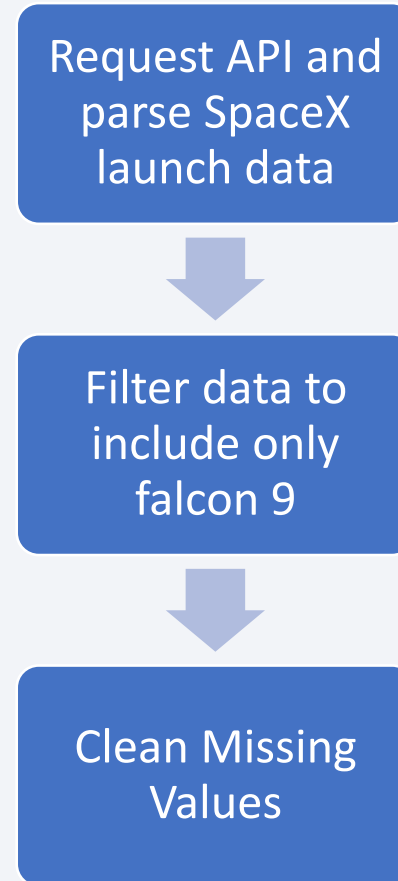 Request API and
parse SpaceX
launch data
Filter data to
include only
falcon 9
Clean Missing
Values